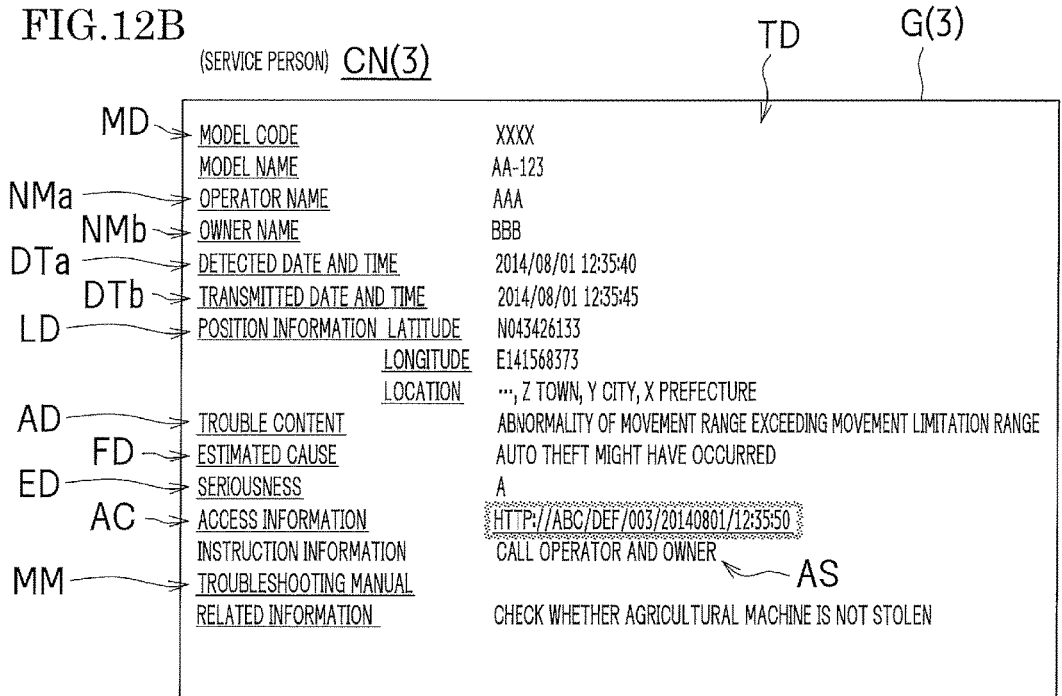 FIG.12B
(SERVICE PERSON) CN(3) TD G(3)
MD MODEL CODE XXXX
MODEL NAME AA-123
NMa OPERATOR NAME AAA
NMb OWNER NAME BBB
DTa DETECTED DATE AND TIME 2014/08/01 12:35:40
DTb TRANSMITTED DATE AND TIME 2014/08/01 12:35:45
LD POSITION INFORMATION LATITUDE N043426133
LONGITUDE E141568373
LOCATION ···, Z TOWN, Y CITY, X PREFECTURE
AD TROUBLE CONTENT ABNORMALITY OF MOVEMENT RANGE EXCEEDING MOVEMENT LIMITATION RANGE
FD ESTIMATED CAUSE AUTO THEFT MIGHT HAVE OCCURRED
ED SERIOUSNESS A
AC ACCESS INFORMATION HTTP://ABC/DEF/003/20140801/12:35:50
INSTRUCTION INFORMATION CALL OPERATOR AND OWNER AS
MM TROUBLESHOOTING MANUAL
RELATED INFORMATION CHECK WHETHER AGRICULTURAL MACHINE IS NOT STOLEN